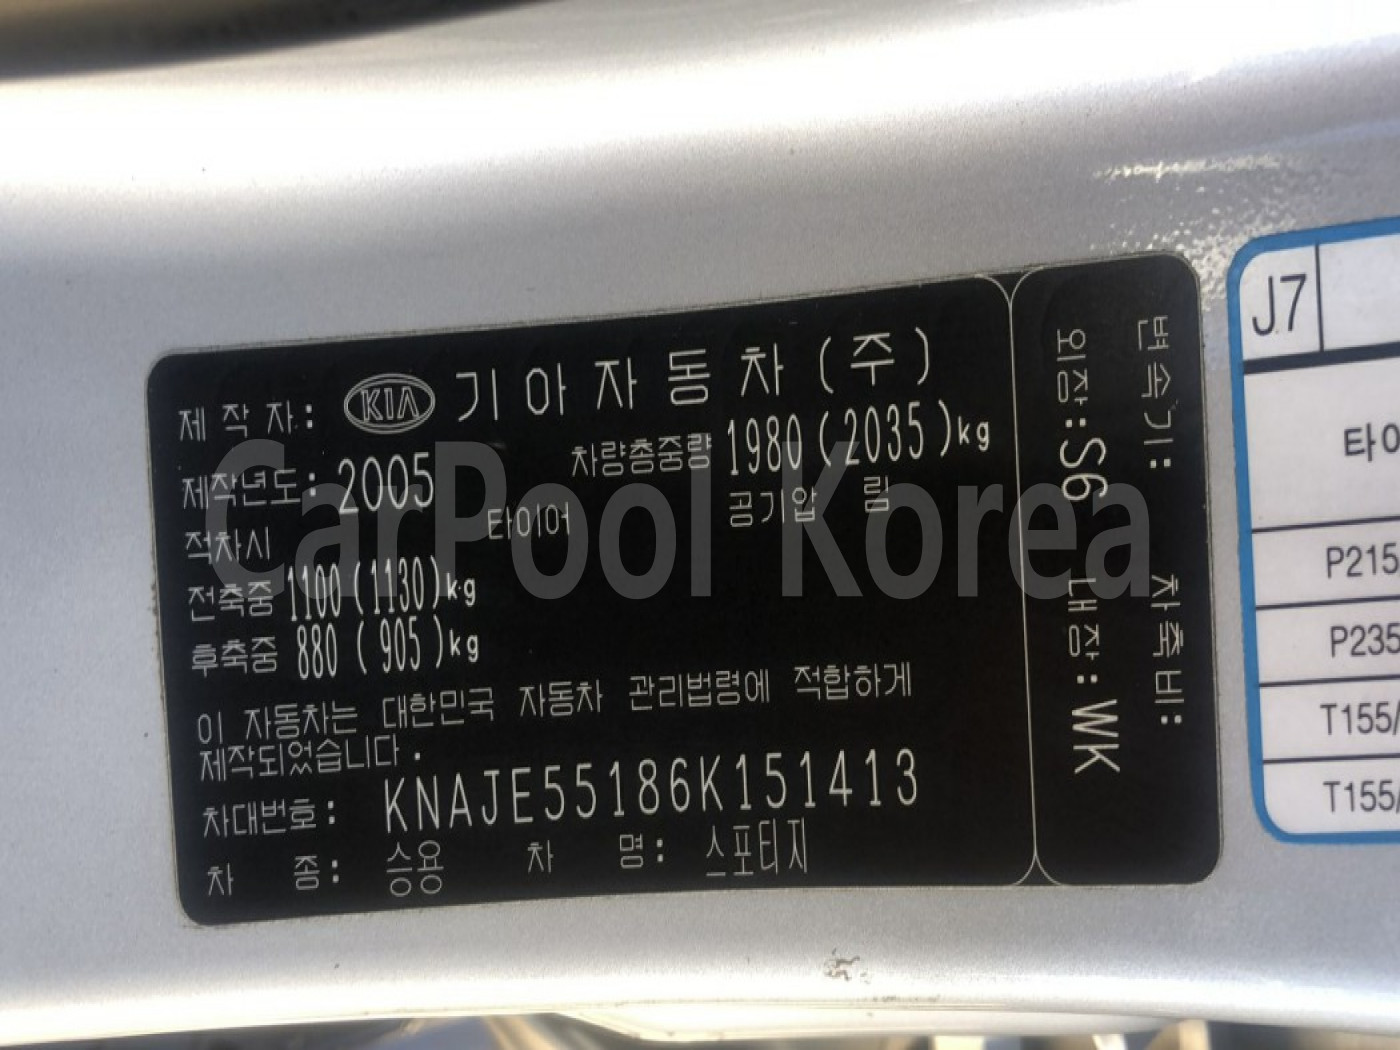 제 작 자: KIA 기 아 자 동 차 (주)
제작년도: 2005 차량총중량 1980(2035)kg
적차시 타이어 공기압 림
전축중 1100(1130)kg
후축중 880 (905)kg
이 자동차는 대한민국 자동차 관리법령에 적합하게
제작되었습니다.
차대번호: KNAJE55186K151413
차 종: 승용 차 명: 스포티지
변속기: 차축비:
외장:S6 내장:WK
J7
타이
P215
P235
T155/
T155/
CarPool Korea